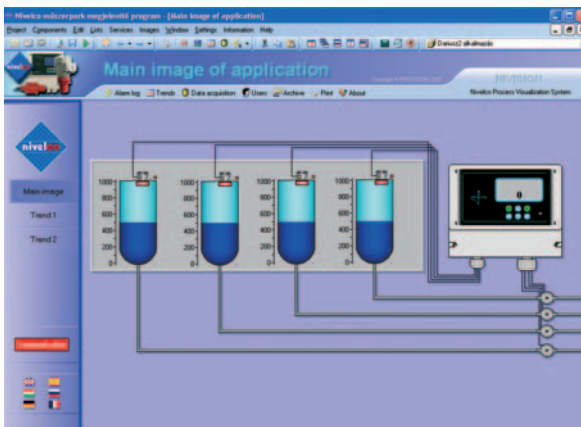 Nivelco műszerpark megjelenítő program - [Main image of application]
Project Components Edit Lists Services Images Window Settings Information Help
Dariusz2 alkalmazás
Main image of application
NIVISION
Alarm log Trends Data acquisition Users Archive Print About
Nivelco Process Visualization System
nivelco
Main image
Trend 1
Trend 2
1000 1000 1000 1000
800 800 800 800
600 600 600 600
400 400 400 400
200 200 200 200
0 0 0 0
0